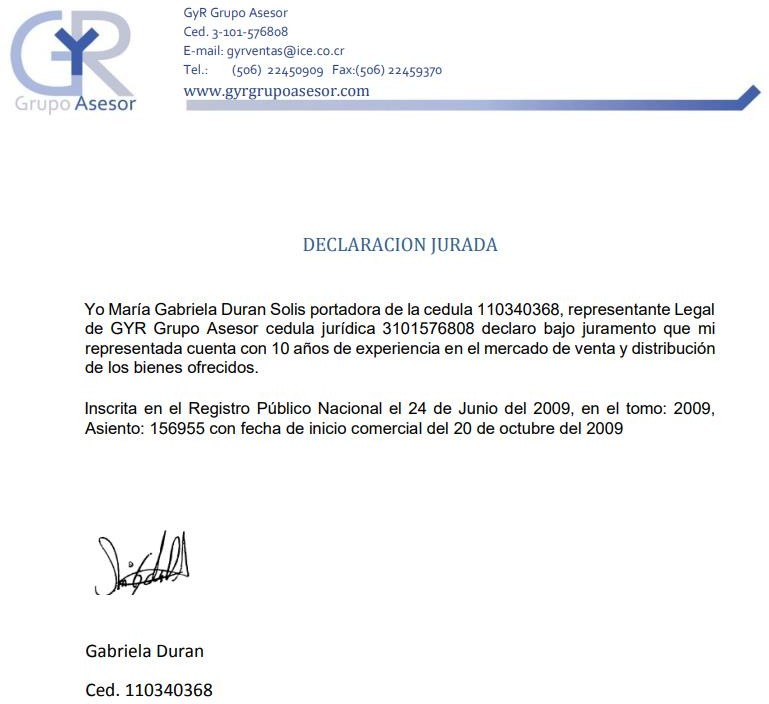 GYR
Grupo Asesor
GyR Grupo Asesor
Ced. 3-101-576808
E-mail: gyrventas@ice.co.cr
Tel.: (506) 22450909 Fax:(506) 22459370
www.gyrgrupoasesor.com
DECLARACION JURADA
Yo María Gabriela Duran Solis portadora de la cedula 110340368, representante Legal
de GYR Grupo Asesor cedula jurídica 3101576808 declaro bajo juramento que mi
representada cuenta con 10 años de experiencia en el mercado de venta y distribución
de los bienes ofrecidos.
Inscrita en el Registro Público Nacional el 24 de Junio del 2009, en el tomo: 2009,
Asiento: 156955 con fecha de inicio comercial del 20 de octubre del 2009
Gabriela Duran
Ced. 110340368